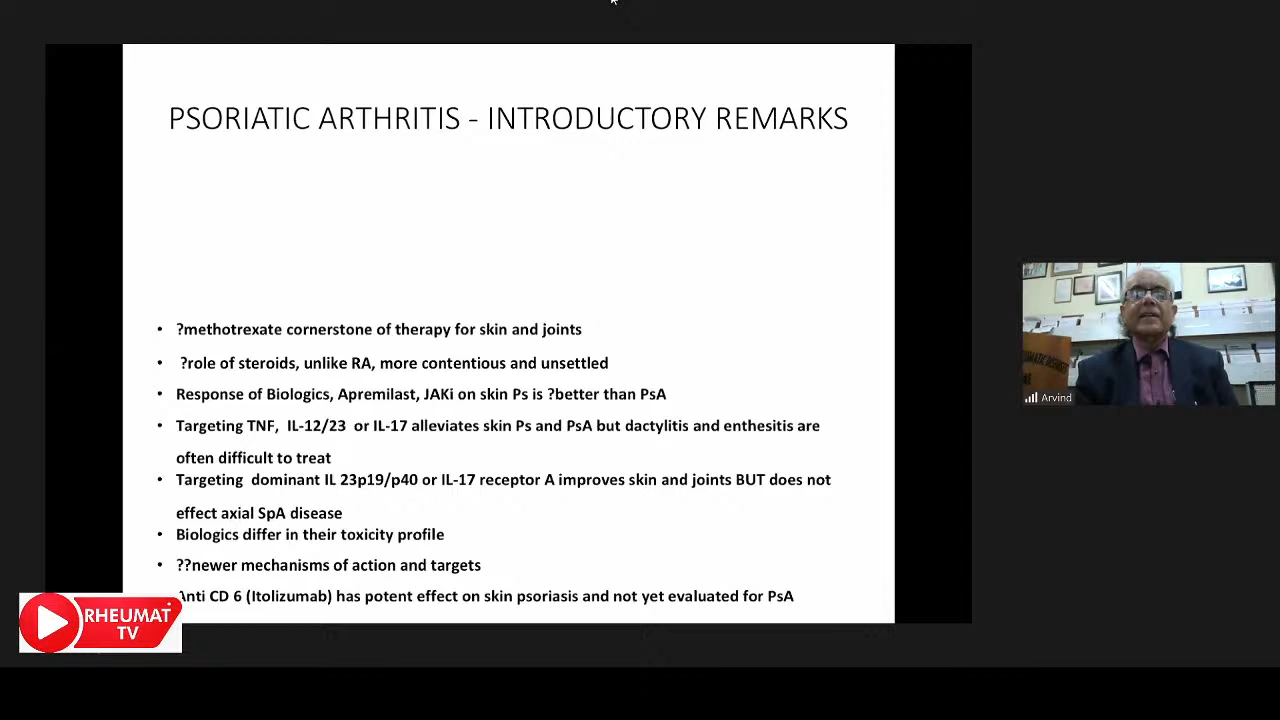 PSORIATIC ARTHRITIS - INTRODUCTORY REMARKS
• ?methotrexate cornerstone of therapy for skin and joints
• ?role of steroids, unlike RA, more contentious and unsettled
• Response of Biologics, Apremilast, JAKi on skin Ps is ?better than PsA
• Targeting TNF, IL-12/23 or IL-17 alleviates skin Ps and PsA but dactylitis and enthesitis are
often difficult to treat
• Targeting dominant IL 23p19/p40 or IL-17 receptor A improves skin and joints BUT does not
effect axial SpA disease
• Biologics differ in their toxicity profile
• ??newer mechanisms of action and targets
Anti CD 6 (Itolizumab) has potent effect on skin psoriasis and not yet evaluated for PsA
RHEUMAT
TV
Arvind